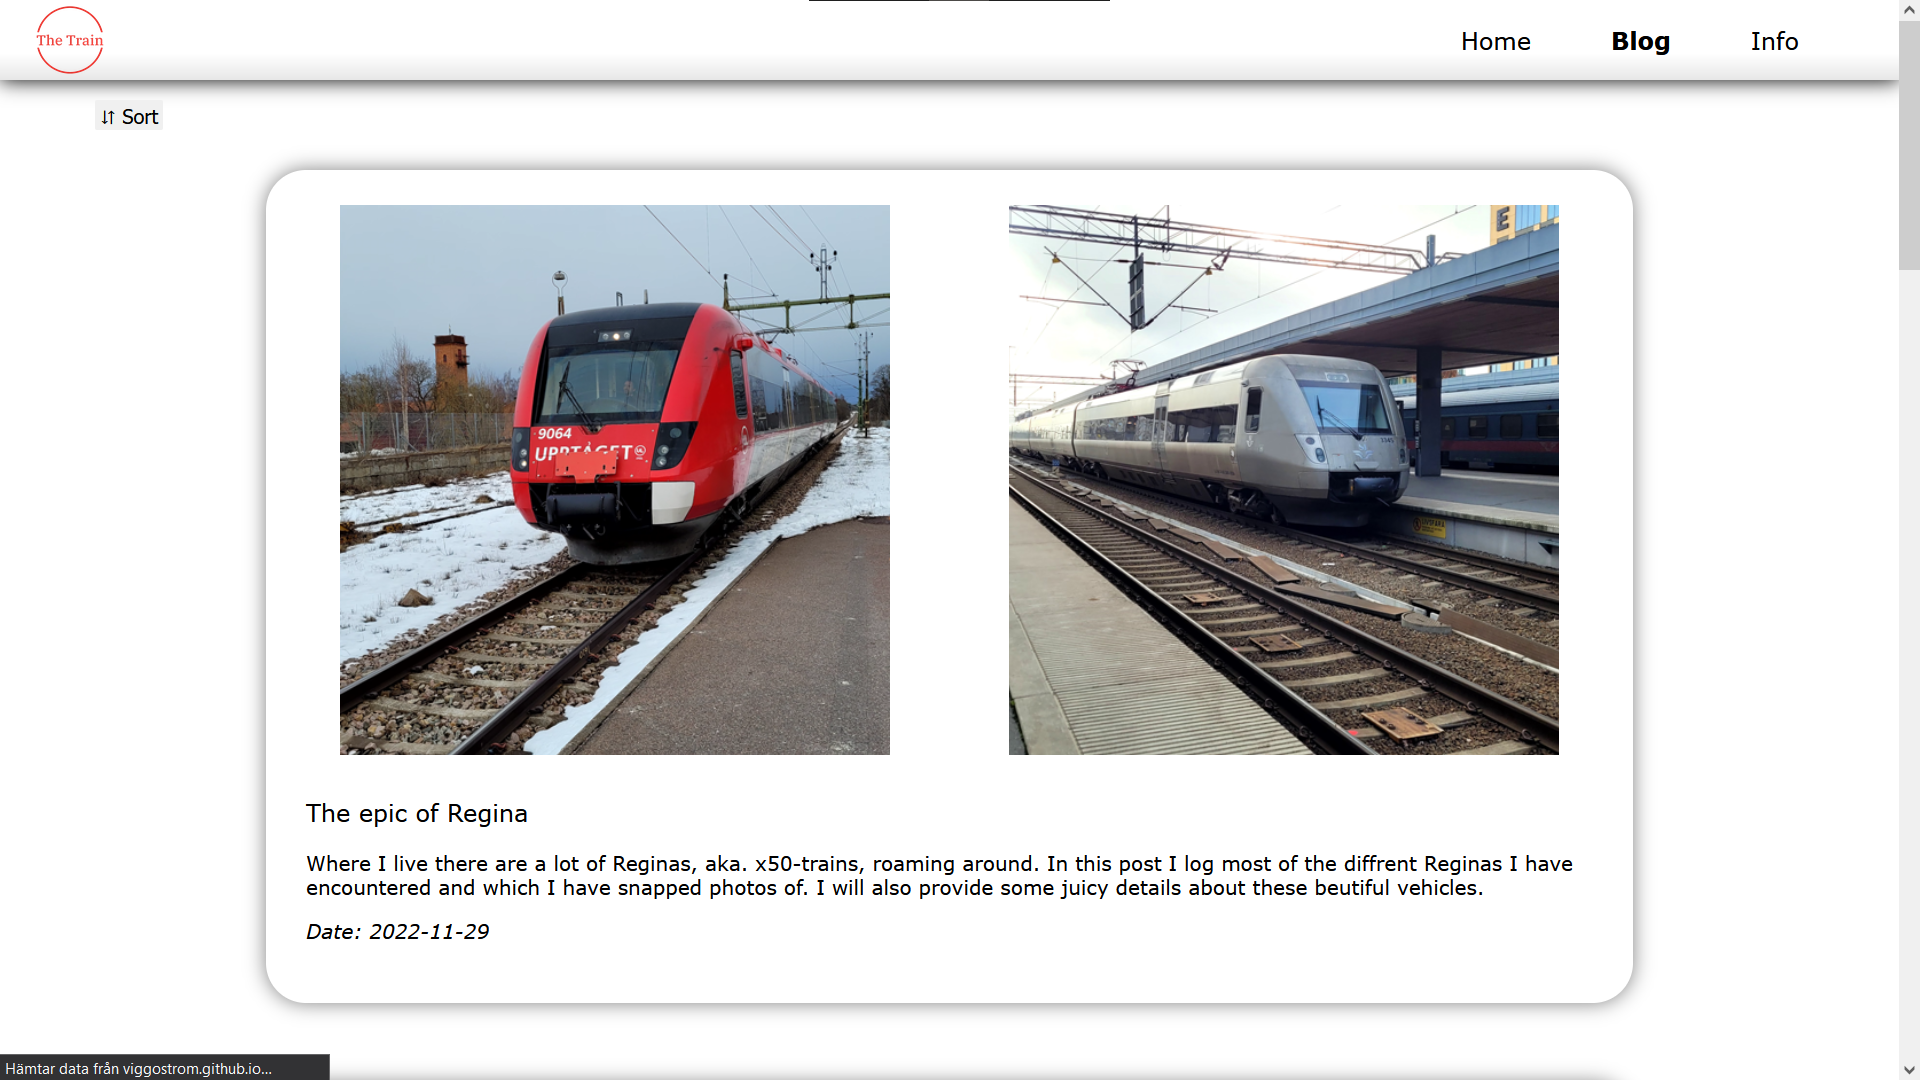 The Train
Home
Blog
Info
Sort
E
9064
UPPTÅGET
The epic of Regina
Where I live there are a lot of Reginas, aka. x50-trains, roaming around. In this post I log most of the diffrent Reginas I have
encountered and which I have snapped photos of. I will also provide some juicy details about these beutiful vehicles.
Date: 2022-11-29
Hämtar data från viggostrom.github.io...